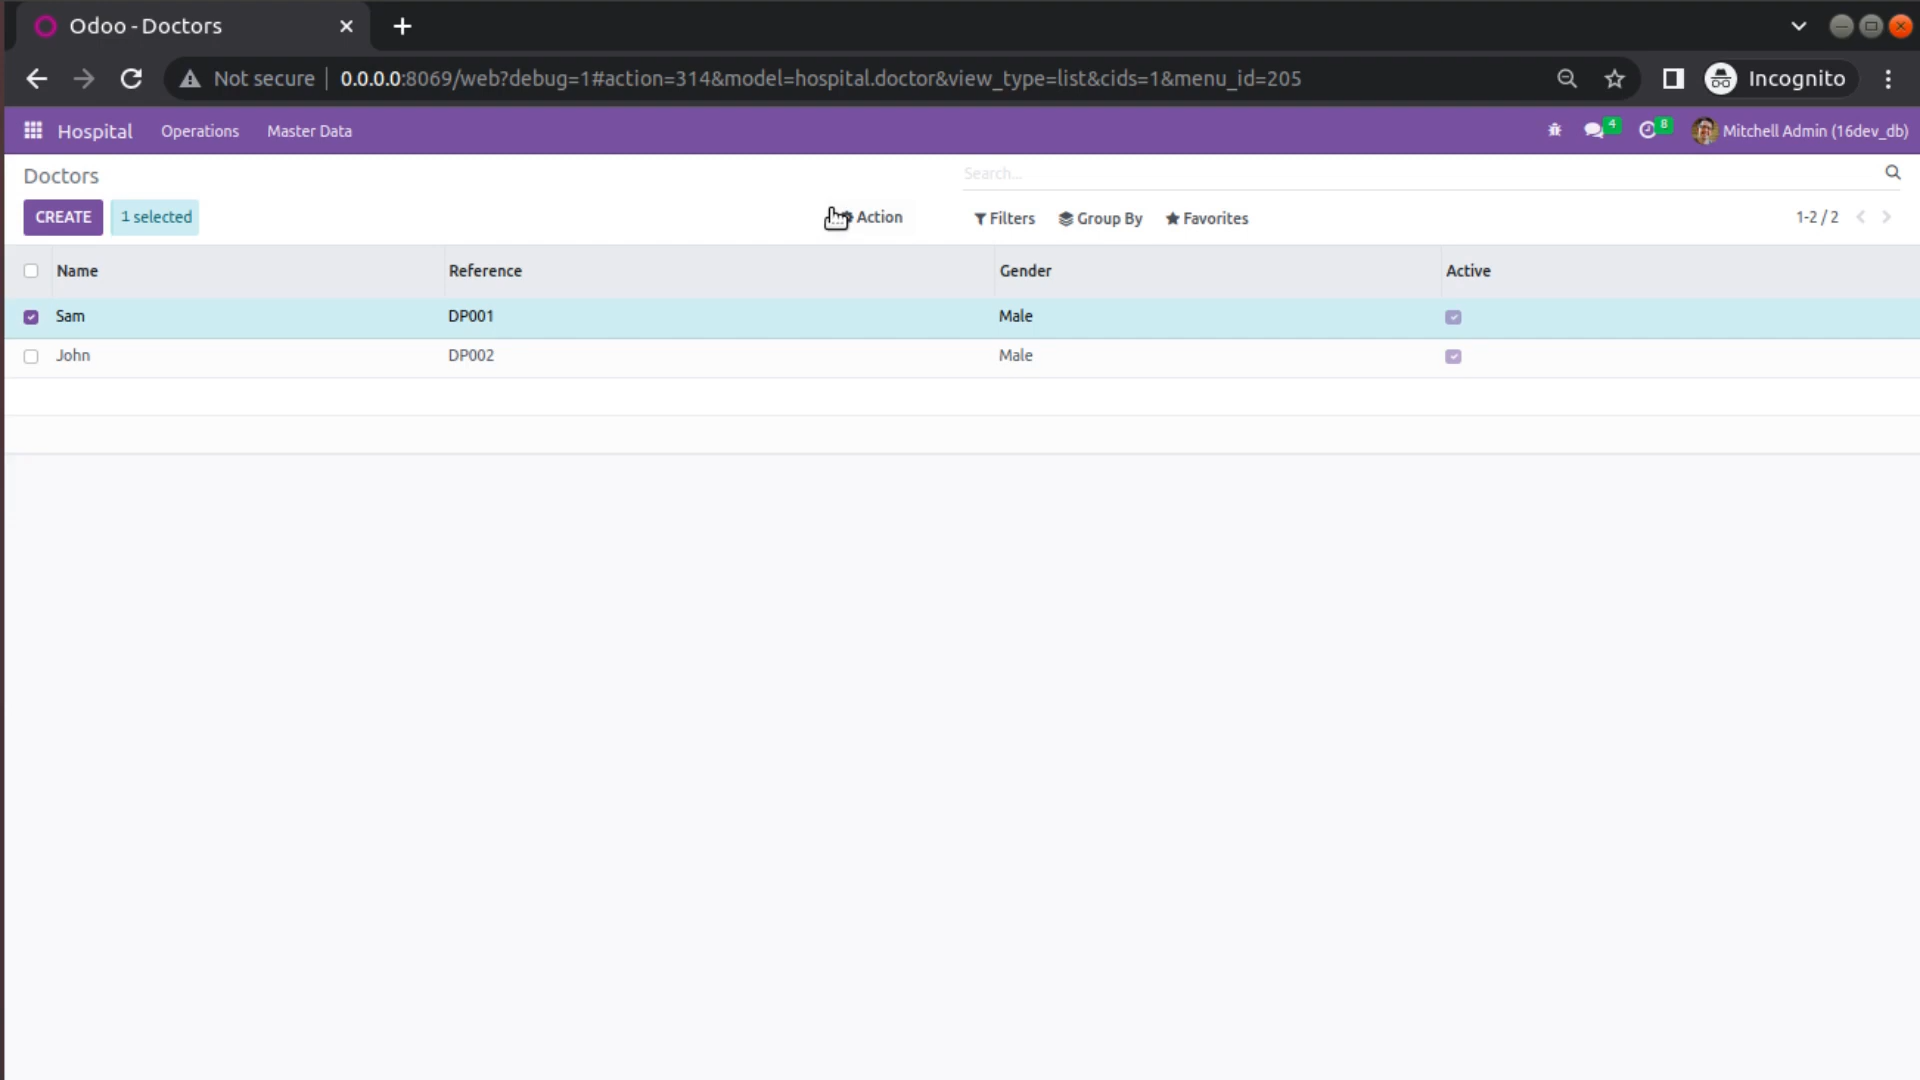 Odoo - Doctors
Not secure 0.0.0.0:8069/web?debug=1#action=314&model=hospital.doctor&view_type=list&cids=1&menu_id=205 Incognito
Hospital Operations Master Data 4 8 Mitchell Admin (16dev_db)
Doctors Search...
CREATE 1 selected Action Filters Group By Favorites 1-2 / 2
Name Reference Gender Active
Sam DP001 Male
John DP002 Male